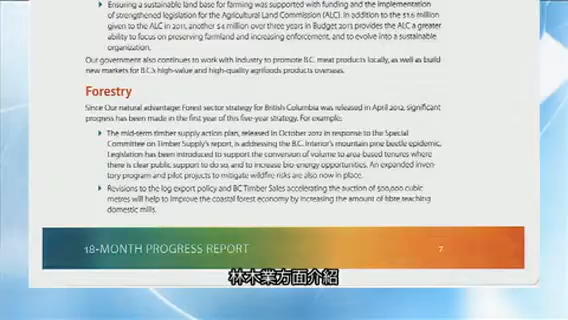 Ensuring a sustainable land base for farming was supported with funding and the implementation
of strengthened legislation for the Agricultural Land Commission (ALC). In addition to the $1.6 million
given to the ALC in 2011, another $4 million over three years in Budget 2013 provides the ALC a greater
ability to focus on preserving farmland and increasing enforcement, and to evolve into a sustainable
organization.
Our government also continues to work with industry to promote B.C. meat products locally, as well as build
new markets for B.C.'s high-value and high-quality agrifoods products overseas.
Forestry
Since Our natural advantage: Forest sector strategy for British Columbia was released in April 2012, significant
progress has been made in the first year of this five-year strategy. For example:
The mid-term timber supply action plan, released in October 2012 in response to the Special
Committee on Timber Supply's report, is addressing the B.C. Interior's mountain pine beetle epidemic.
Legislation has been introduced to support the conversion of volume to area-based tenures where
there is clear public support to do so, and to increase bio-energy opportunities. An expanded inven-
tory program and pilot projects to mitigate wildfire risks are also now in place.
Revisions to the log export policy and BC Timber Sales accelerating the auction of 500,000 cubic
metres will help to improve the coastal forest economy by increasing the amount of fibre reaching
domestic mills.
18-MONTH PROGRESS REPORT 7
林木業方面介紹